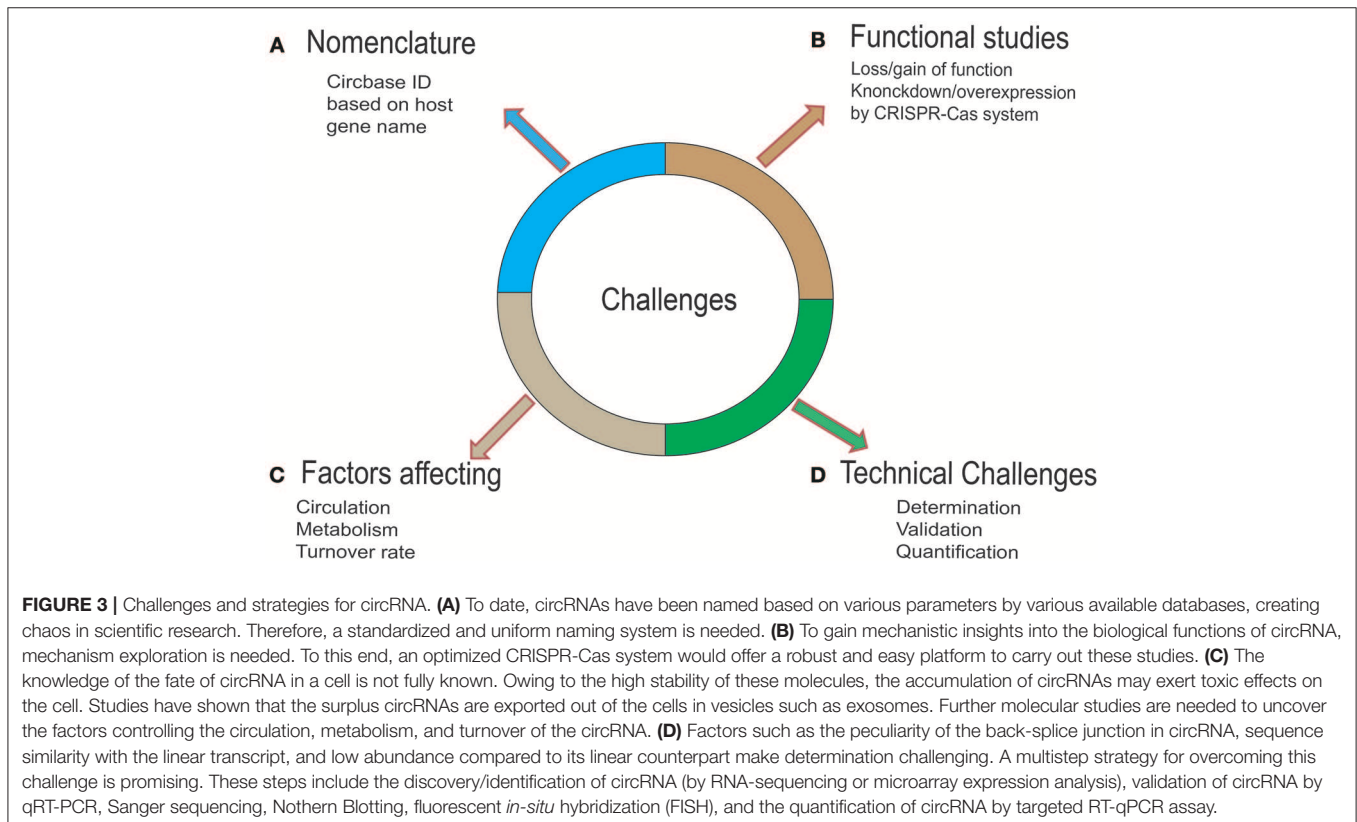 A Nomenclature
Circbase ID
based on host
gene name
B Functional studies
Loss/gain of function
Knonckdown/overexpression
by CRISPR-Cas system
Challenges
C Factors affecting
Circulation
Metabolism
Turnover rate
D Technical Challenges
Determination
Validation
Quantification
FIGURE 3 | Challenges and strategies for circRNA. (A) To date, circRNAs have been named based on various parameters by various available databases, creating
chaos in scientific research. Therefore, a standardized and uniform naming system is needed. (B) To gain mechanistic insights into the biological functions of circRNA,
mechanism exploration is needed. To this end, an optimized CRISPR-Cas system would offer a robust and easy platform to carry out these studies. (C) The
knowledge of the fate of circRNA in a cell is not fully known. Owing to the high stability of these molecules, the accumulation of circRNAs may exert toxic effects on
the cell. Studies have shown that the surplus circRNAs are exported out of the cells in vesicles such as exosomes. Further molecular studies are needed to uncover
the factors controlling the circulation, metabolism, and turnover of the circRNA. (D) Factors such as the peculiarity of the back-splice junction in circRNA, sequence
similarity with the linear transcript, and low abundance compared to its linear counterpart make determination challenging. A multistep strategy for overcoming this
challenge is promising. These steps include the discovery/identification of circRNA (by RNA-sequencing or microarray expression analysis), validation of circRNA by
qRT-PCR, Sanger sequencing, Nothern Blotting, fluorescent in-situ hybridization (FISH), and the quantification of circRNA by targeted RT-qPCR assay.